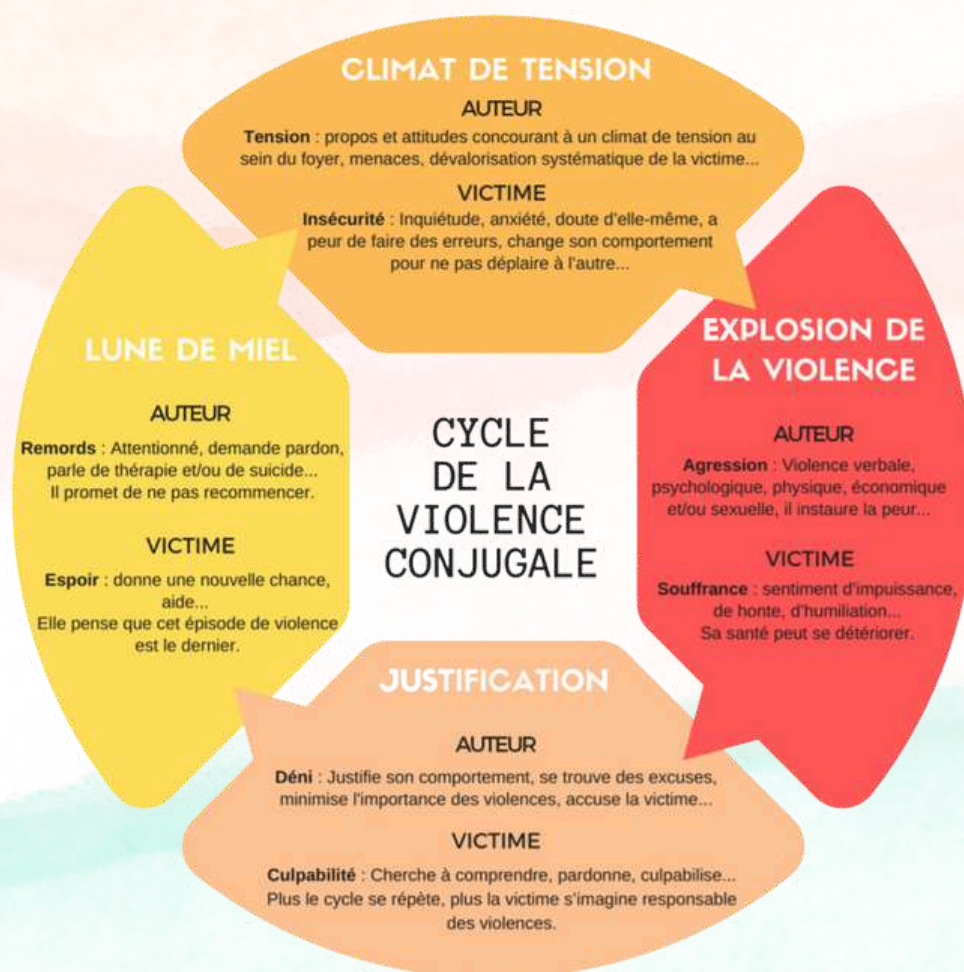 CLIMAT DE TENSION
AUTEUR
Tension : propos et attitudes concourant à un climat de tension au
sein du foyer, menaces, dévalorisation systématique de la victime...
VICTIME
Insécurité : Inquiétude, anxiété, doute d'elle-même, a
peur de faire des erreurs, change son comportement
pour ne pas déplaire à l'autre...
EXPLOSION DE
LA VIOLENCE
AUTEUR
Agression : Violence verbale,
psychologique, physique, économique
et/ou sexuelle, il instaure la peur...
VICTIME
Souffrance : sentiment d'impuissance,
de honte, d'humiliation...
Sa santé peut se détériorer.
JUSTIFICATION
AUTEUR
Déni : Justifie son comportement, se trouve des excuses,
minimise l'importance des violences, accuse la victime...
VICTIME
Culpabilité : Cherche à comprendre, pardonne, culpabilise...
Plus le cycle se répète, plus la victime s'imagine responsable
des violences.
LUNE DE MIEL
AUTEUR
Remords : Attentionné, demande pardon,
parle de thérapie et/ou de suicide...
Il promet de ne pas recommencer.
VICTIME
Espoir : donne une nouvelle chance,
aide...
Elle pense que cet épisode de violence
est le dernier.
CYCLE
DE LA
VIOLENCE
CONJUGALE